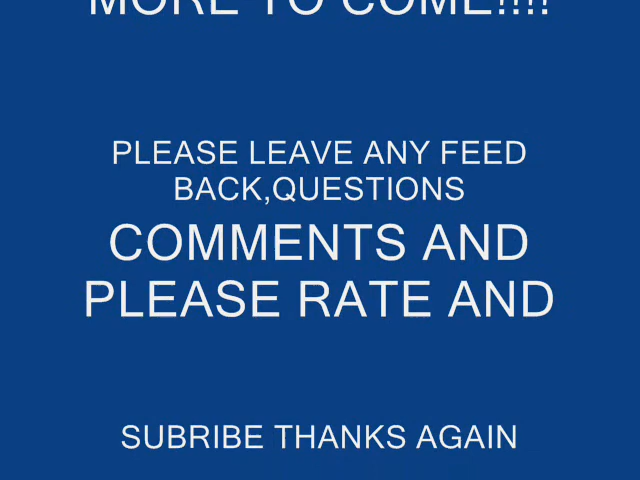 MORE TO COME!!!!
PLEASE LEAVE ANY FEED
BACK,QUESTIONS
COMMENTS AND
PLEASE RATE AND
SUBRIBE THANKS AGAIN